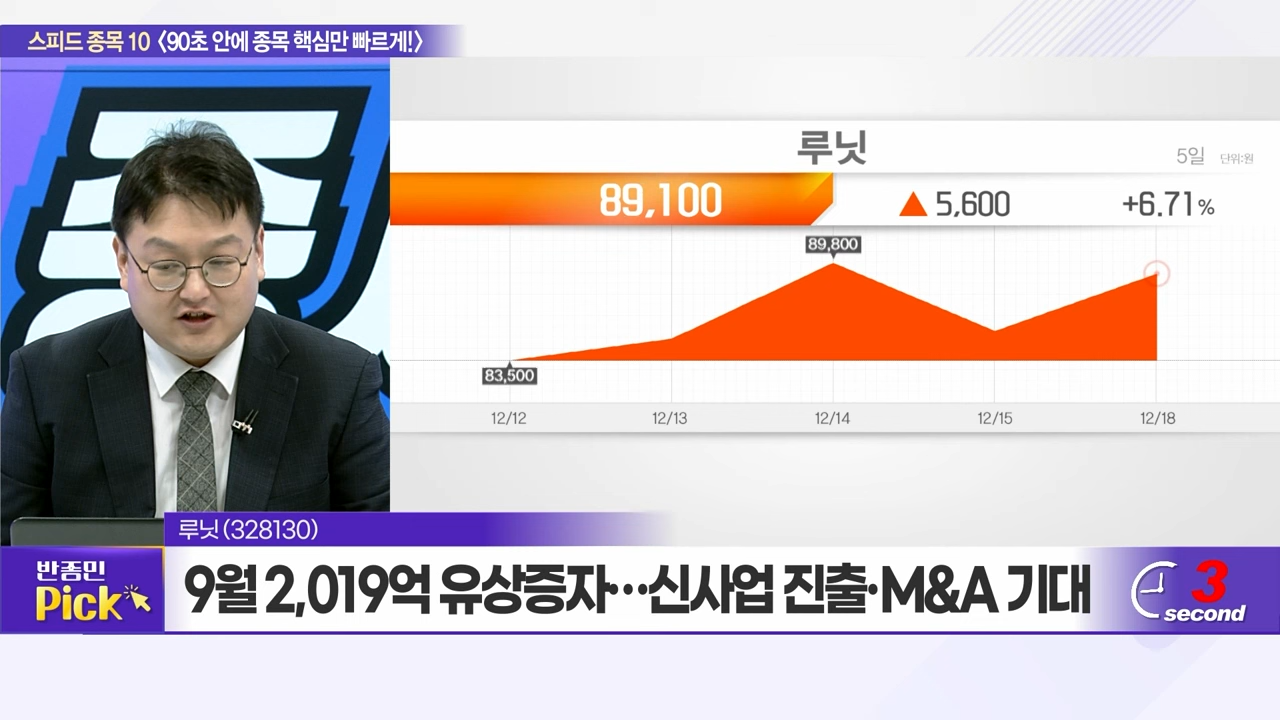 스피드 종목 10 〈90초 안에 종목 핵심만 빠르게!〉
루닛
5일 단위:원
89,100 ▲ 5,600 +6.71%
89,800
83,500
12/12 12/13 12/14 12/15 12/18
루닛(328130)
반종민
Pick
9월 2,019억 유상증자…신사업 진출·M&A 기대
3
second